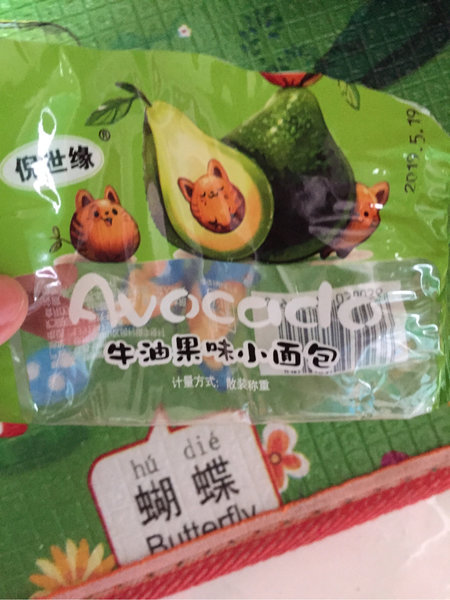 2019.5.19
保世缘®
Avocado
牛油果味小面包
计量方式: 散装称重
hú dié
蝴蝶
Butterfly